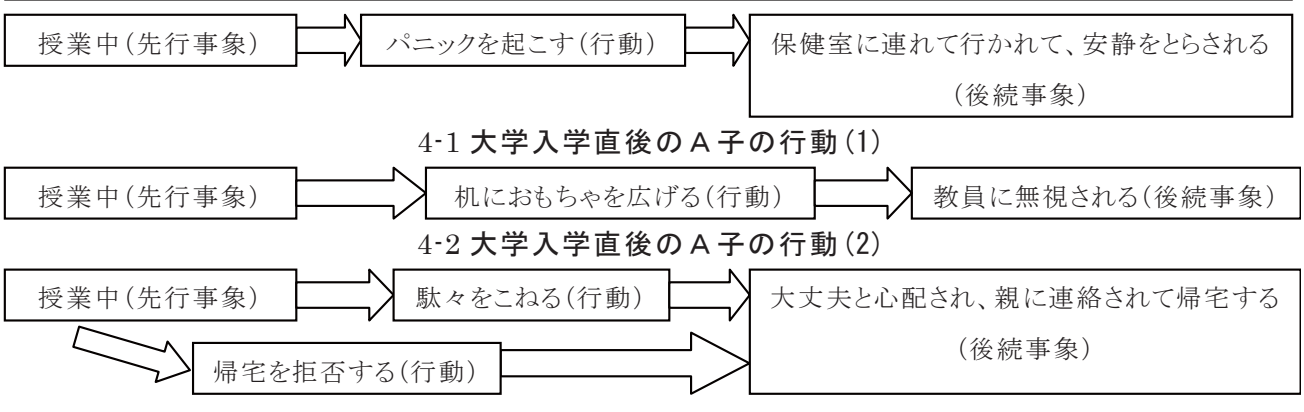 授業中(先行事象)
パニックを起こす(行動)
保健室に連れて行かれて、安静をとらされる
(後続事象)
4-1 大学入学直後のA子の行動(1)
授業中(先行事象)
机におもちゃを広げる(行動)
教員に無視される(後続事象)
4-2 大学入学直後のA子の行動(2)
授業中(先行事象)
駄々をこねる(行動)
大丈夫と心配され、親に連絡されて帰宅する
(後続事象)
帰宅を拒否する(行動)